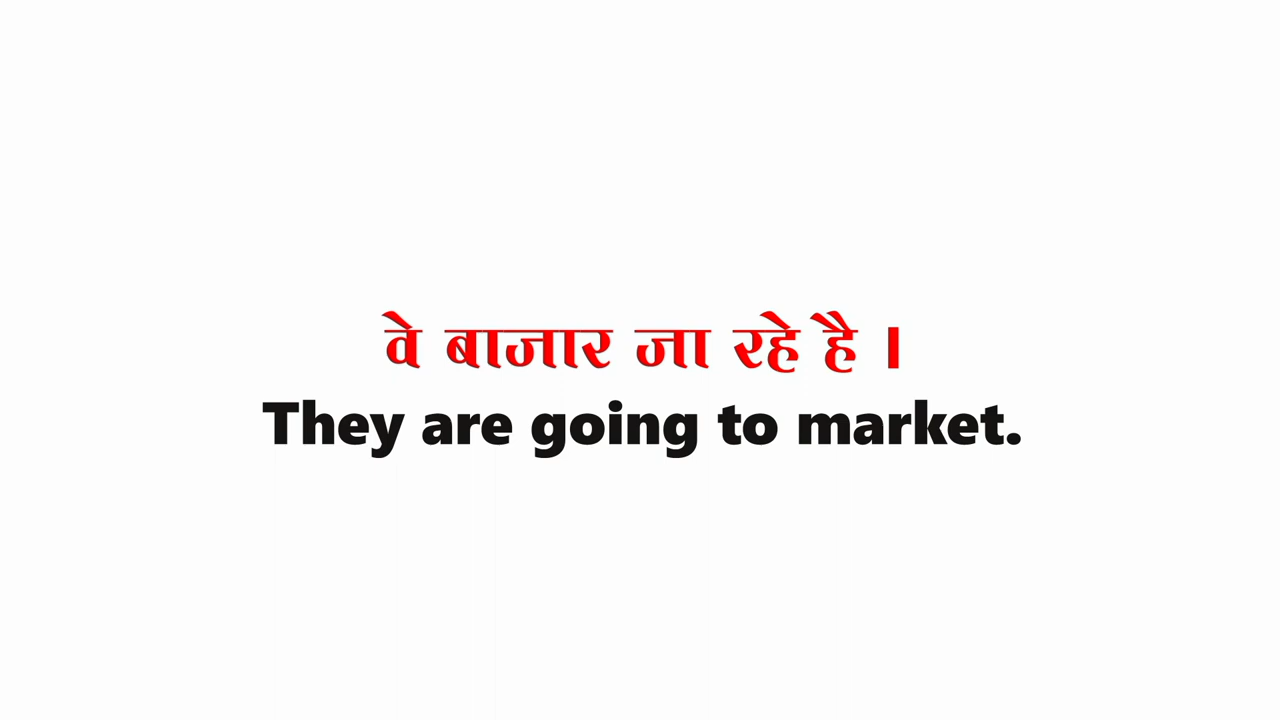 वे बाजार जा रहे है ।
They are going to market.